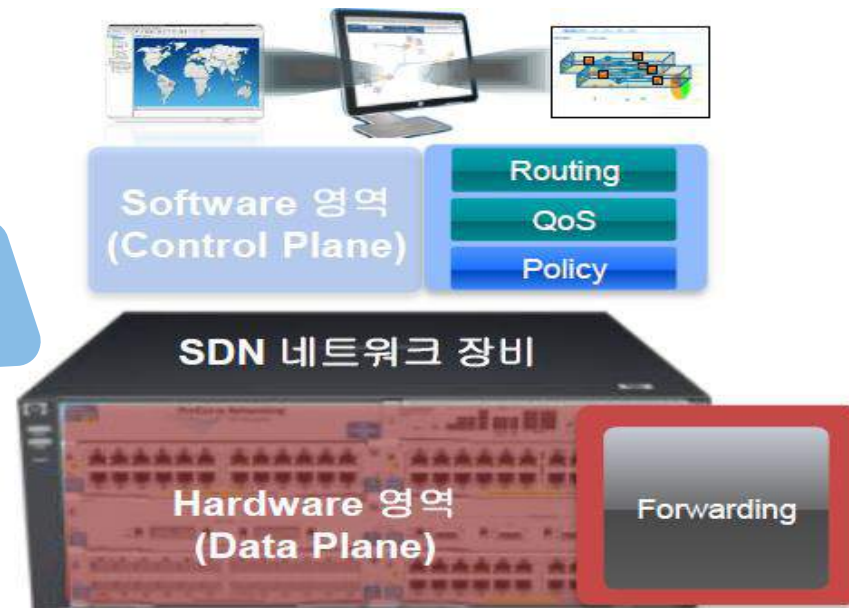 Software 영역
(Control Plane)
Routing
QoS
Policy
SDN 네트워크 장비
Hardware 영역
(Data Plane)
Forwarding